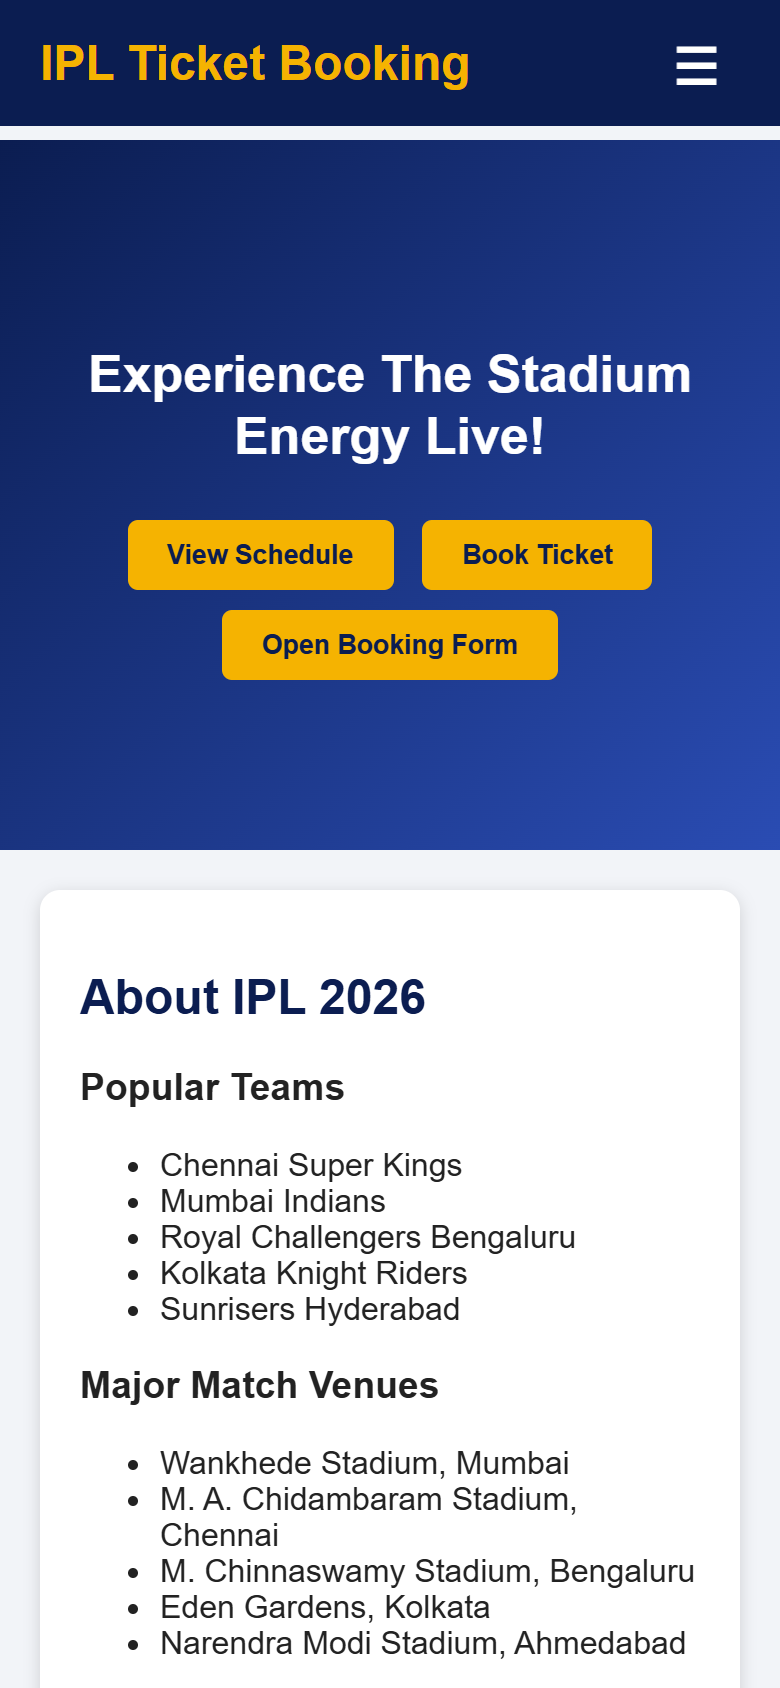 IPL Ticket Booking
☰
Experience The Stadium
Energy Live!
View Schedule
Book Ticket
Open Booking Form
About IPL 2026
Popular Teams
• Chennai Super Kings
• Mumbai Indians
• Royal Challengers Bengaluru
• Kolkata Knight Riders
• Sunrisers Hyderabad
Major Match Venues
• Wankhede Stadium, Mumbai
• M. A. Chidambaram Stadium,
Chennai
• M. Chinnaswamy Stadium, Bengaluru
• Eden Gardens, Kolkata
• Narendra Modi Stadium, Ahmedabad